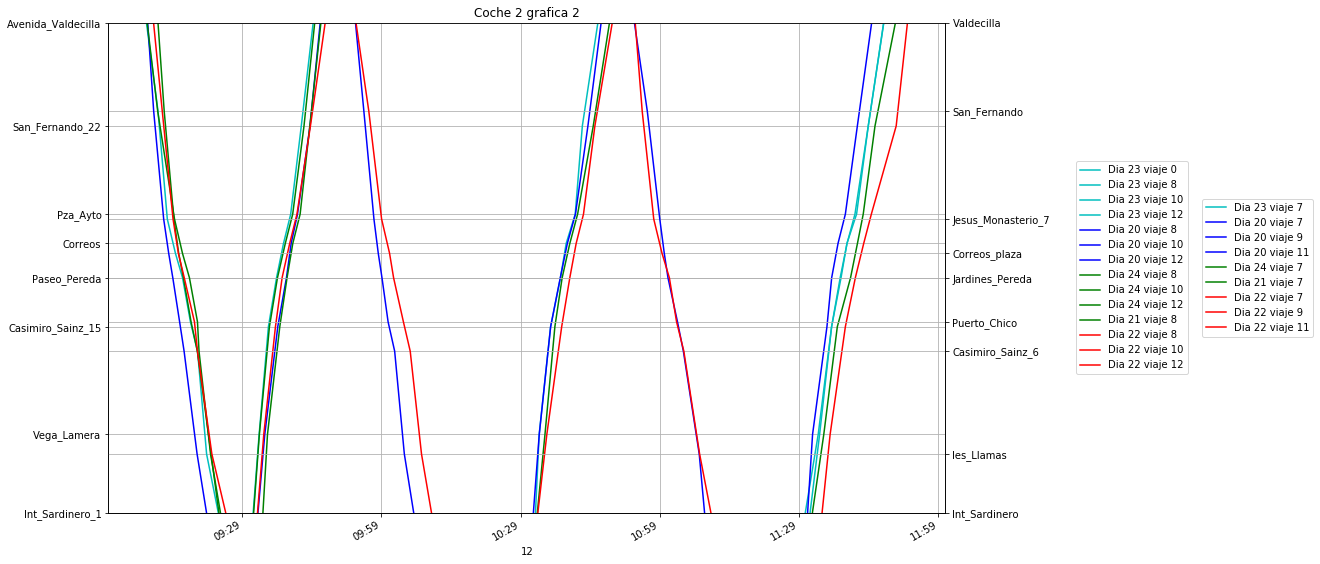 Coche 2 grafica 2
Avenida_Valdecilla
San_Fernando_22
Pza_Ayto
Correos
Paseo_Pereda
Casimiro_Sainz_15
Vega_Lamera
Int_Sardinero_1
Valdecilla
San_Fernando
Jesus_Monasterio_7
Correos_plaza
Jardines_Pereda
Puerto_Chico
Casimiro_Sainz_6
Ies_Llamas
Int_Sardinero
09:29
09:59
10:29
10:59
11:29
11:59
12
Dia 23 viaje 0
Dia 23 viaje 8
Dia 23 viaje 10
Dia 23 viaje 12
Dia 20 viaje 8
Dia 20 viaje 10
Dia 20 viaje 12
Dia 24 viaje 8
Dia 24 viaje 10
Dia 24 viaje 12
Dia 21 viaje 8
Dia 22 viaje 8
Dia 22 viaje 10
Dia 22 viaje 12
Dia 23 viaje 7
Dia 20 viaje 7
Dia 20 viaje 9
Dia 20 viaje 11
Dia 24 viaje 7
Dia 21 viaje 7
Dia 22 viaje 7
Dia 22 viaje 9
Dia 22 viaje 11